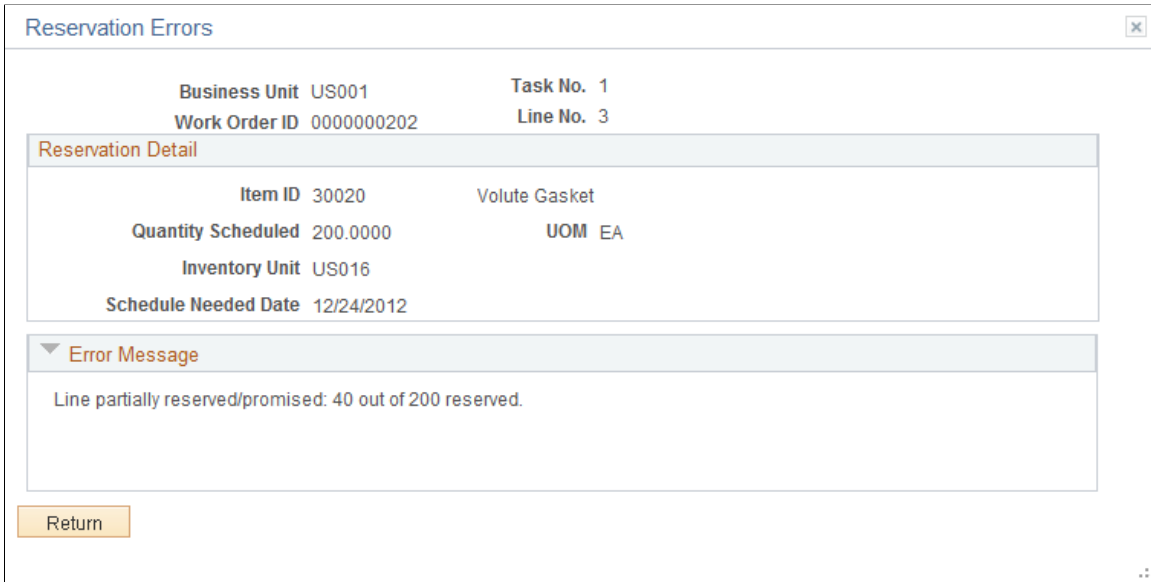 Reservation Errors
Business Unit US001 Task No. 1
Work Order ID 0000000202 Line No. 3
Reservation Detail
Item ID 30020 Volute Gasket
Quantity Scheduled 200.0000 UOM EA
Inventory Unit US016
Schedule Needed Date 12/24/2012
Error Message
Line partially reserved/promised: 40 out of 200 reserved.
Return